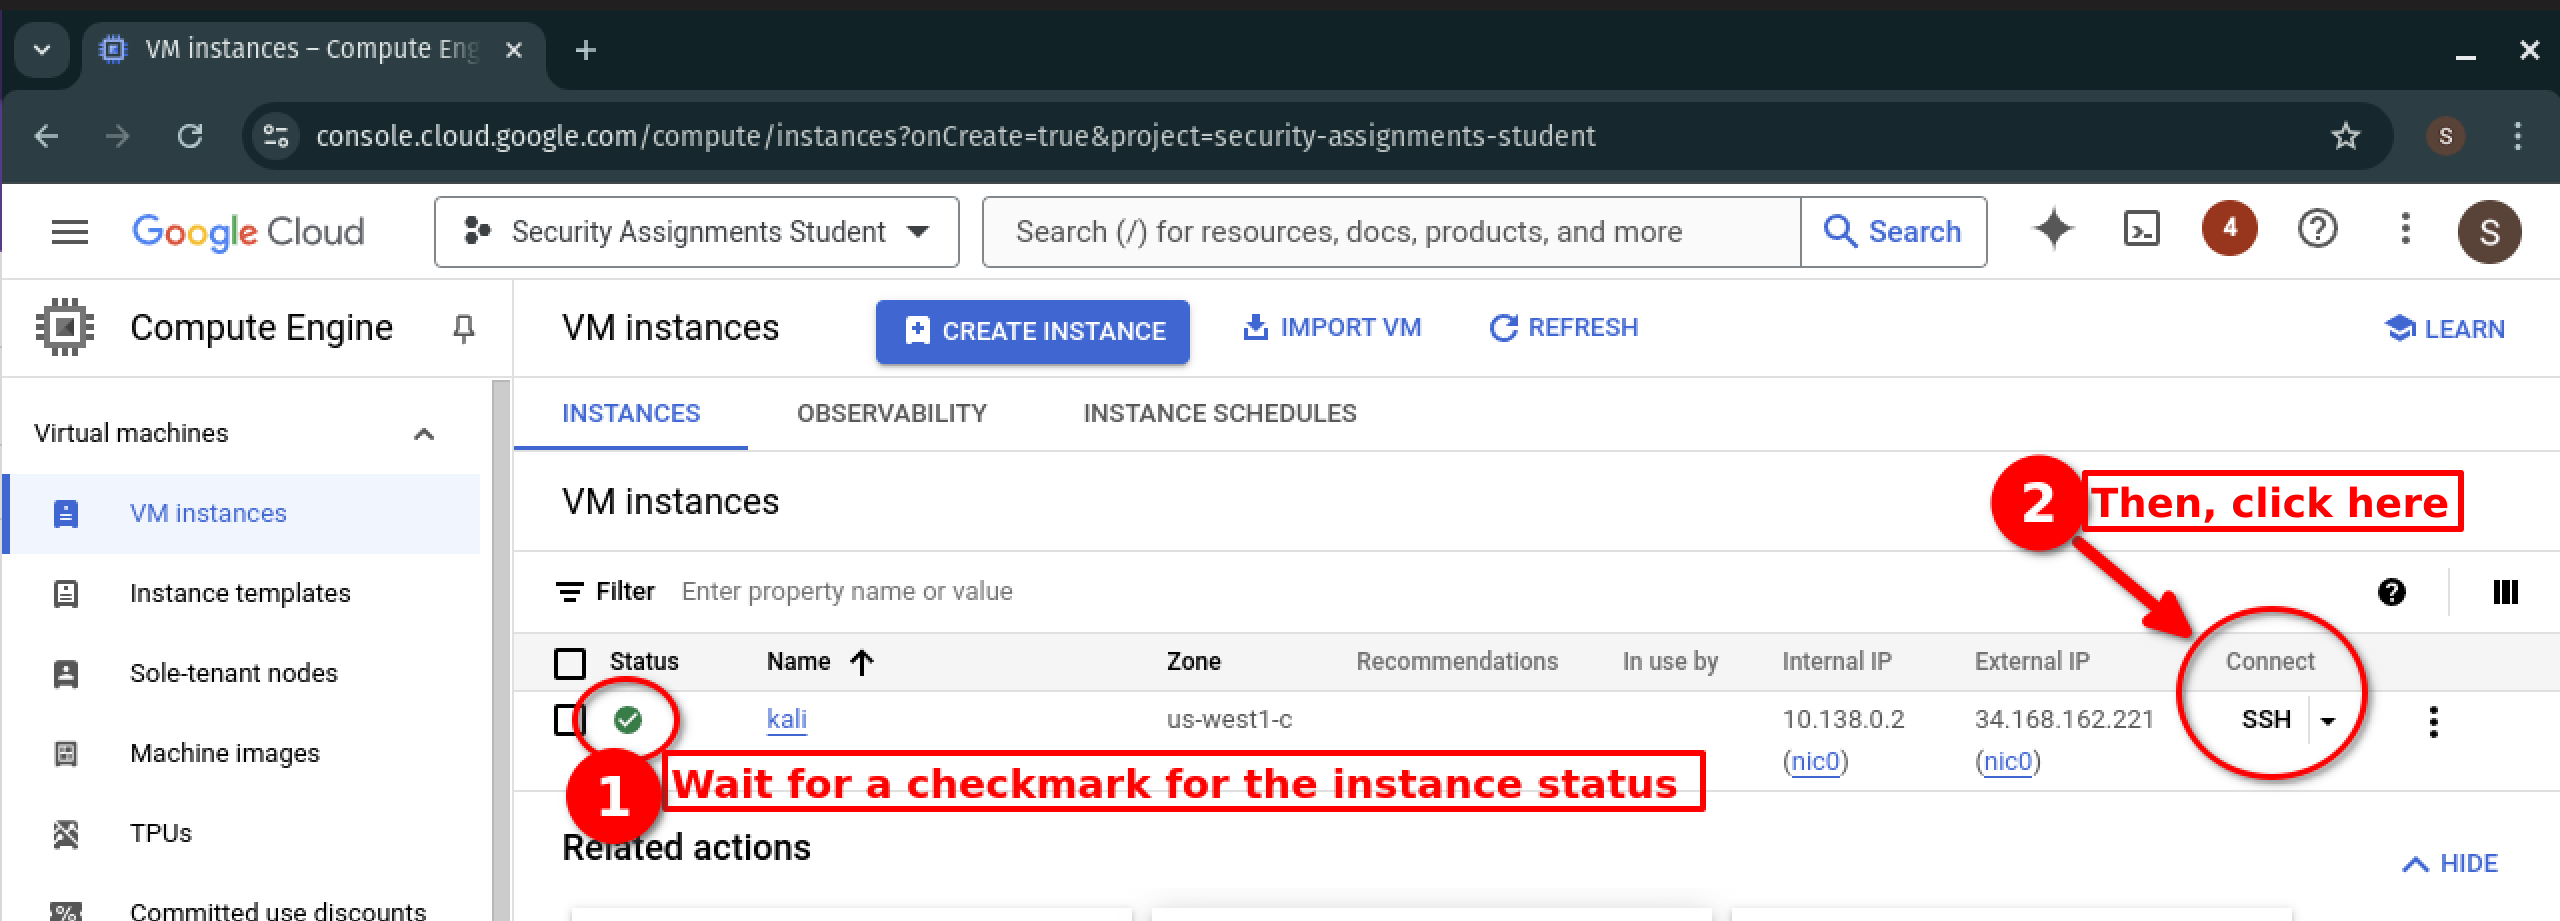 VM instances – Compute Eng
console.cloud.google.com/compute/instances?onCreate=true&project=security-assignments-student
S
Google Cloud
Security Assignments Student
Search (/) for resources, docs, products, and more
Search
4
S
Compute Engine
VM instances
CREATE INSTANCE
IMPORT VM
REFRESH
LEARN
Virtual machines
VM instances
Instance templates
Sole-tenant nodes
Machine images
TPUs
Committed use discounts
INSTANCES
OBSERVABILITY
INSTANCE SCHEDULES
VM instances
2
Then, click here
Filter Enter property name or value
Status Name Zone Recommendations In use by Internal IP External IP Connect
kali us-west1-c 10.138.0.2 34.168.162.221 SSH
(nic0) (nic0)
1
Wait for a checkmark for the instance status
Related actions
HIDE